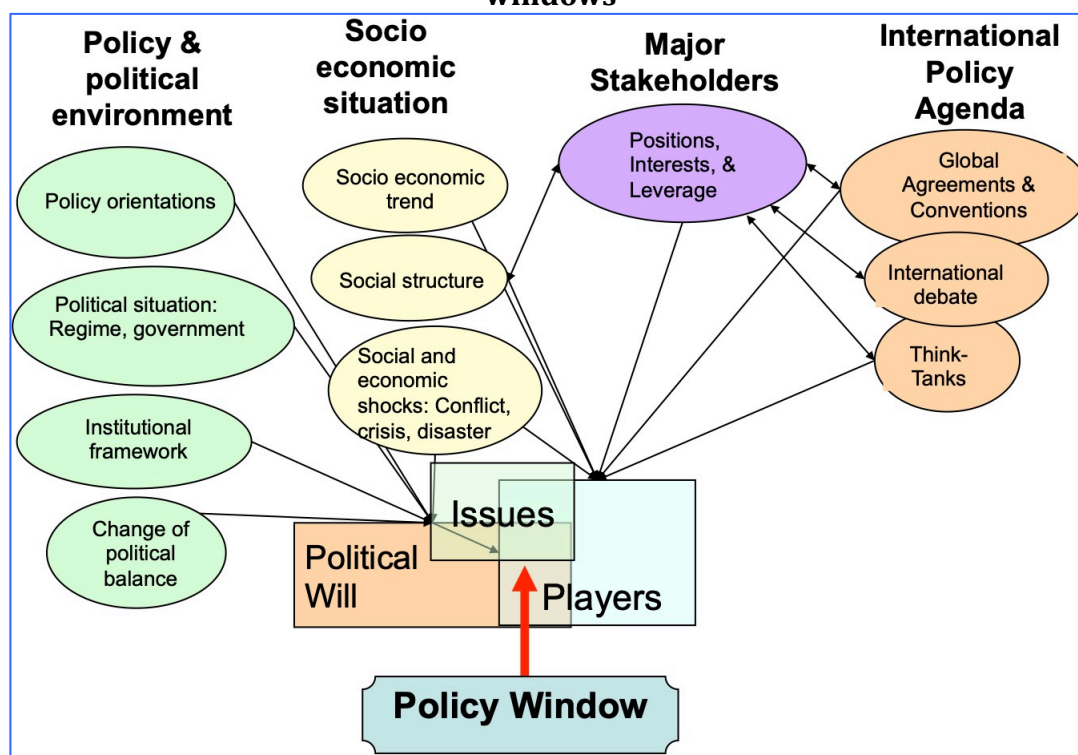 windows
Policy &
political
environment
Socio
economic
situation
Major
Stakeholders
International
Policy
Agenda
Policy orientations
Political situation:
Regime, government
Institutional
framework
Change of
political
balance
Socio economic
trend
Social structure
Social and
economic
shocks: Conflict,
crisis, disaster
Positions,
Interests, &
Leverage
Global
Agreements &
Conventions
International
debate
Think-
Tanks
Issues
Political
Will
Players
Policy Window